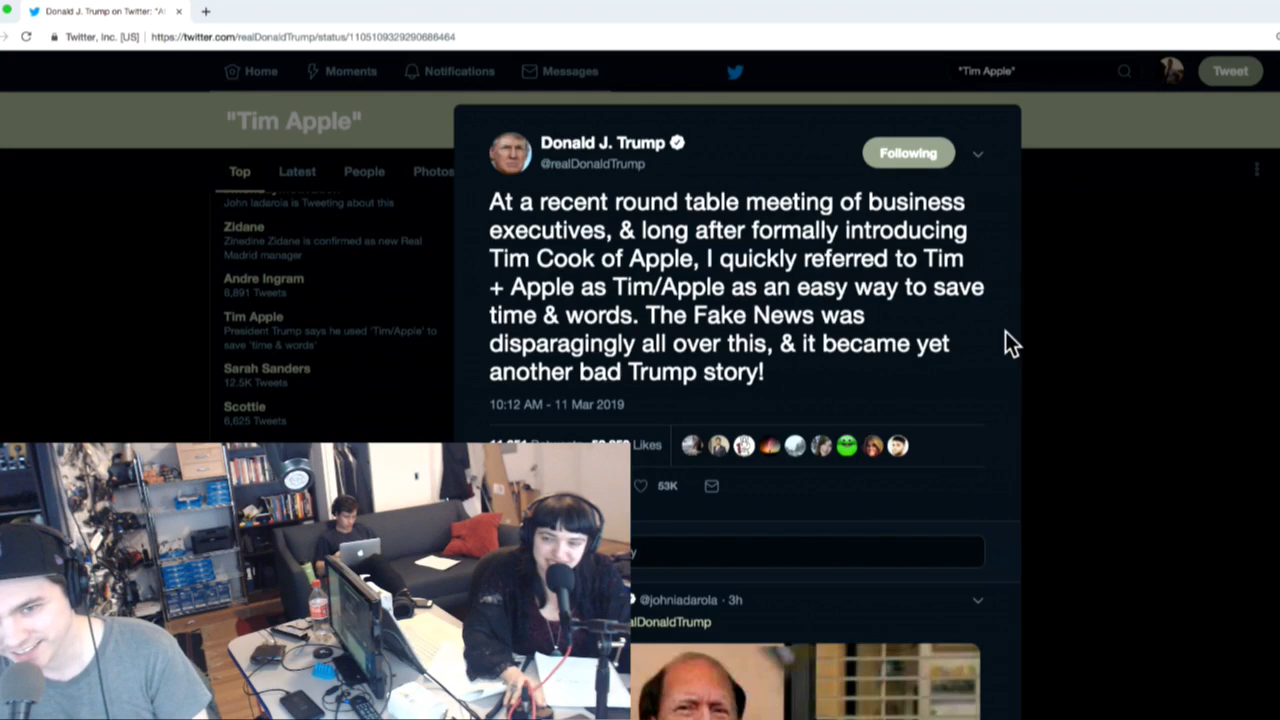 Donald J. Trump on Twitter: "At
Twitter, Inc. [US] | https://twitter.com/realDonaldTrump/status/1105109329290686464
Home Moments Notifications Messages "Tim Apple" Tweet
"Tim Apple"
Top Latest People Photos
John Iadarola is Tweeting about this
Zidane
Zinedine Zidane is confirmed as new Real
Madrid manager
Andre Ingram
8,891 Tweets
Tim Apple
President Trump says he used 'Tim/Apple' to
save 'time & words'
Sarah Sanders
12.5K Tweets
Scottie
6,625 Tweets
Donald J. Trump
@realDonaldTrump
Following
At a recent round table meeting of business
executives, & long after formally introducing
Tim Cook of Apple, I quickly referred to Tim
+ Apple as Tim/Apple as an easy way to save
time & words. The Fake News was
disparagingly all over this, & it became yet
another bad Trump story!
10:12 AM - 11 Mar 2019
Likes
53K
@johniadarola · 3h
alDonaldTrump